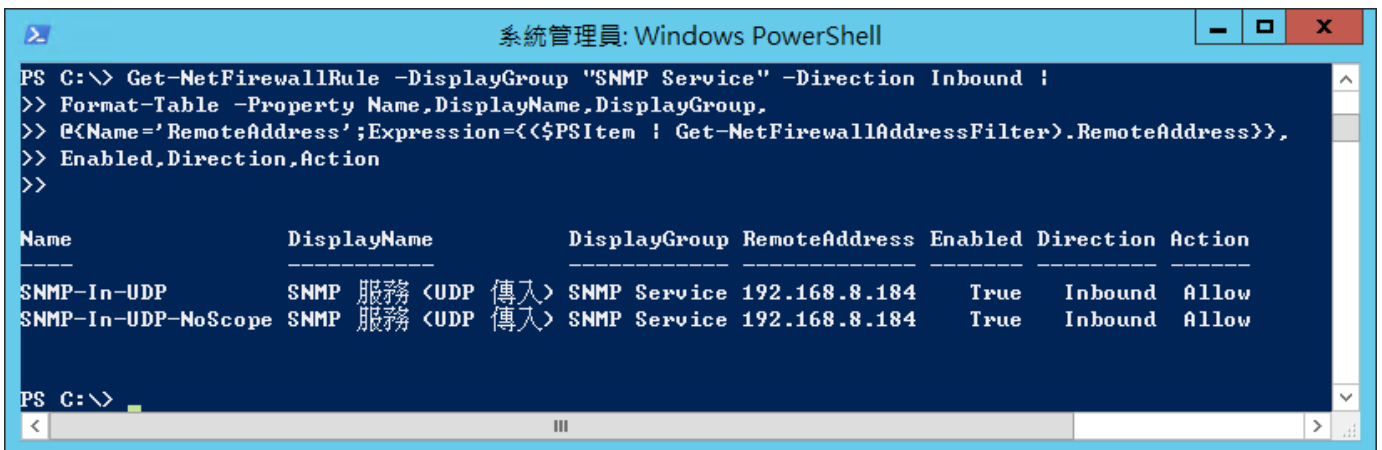 系統管理員: Windows PowerShell
PS C:\> Get-NetFirewallRule -DisplayGroup "SNMP Service" -Direction Inbound |
>> Format-Table -Property Name,DisplayName,DisplayGroup,
>> @{Name='RemoteAddress';Expression={($PSItem | Get-NetFirewallAddressFilter).RemoteAddress}},
>> Enabled,Direction,Action
>>
Name DisplayName DisplayGroup RemoteAddress Enabled Direction Action
---- ----------- ------------ ------------- ------- --------- ------
SNMP-In-UDP SNMP 服務 (UDP 傳入) SNMP Service 192.168.8.184 True Inbound Allow
SNMP-In-UDP-NoScope SNMP 服務 (UDP 傳入) SNMP Service 192.168.8.184 True Inbound Allow
PS C:\> _